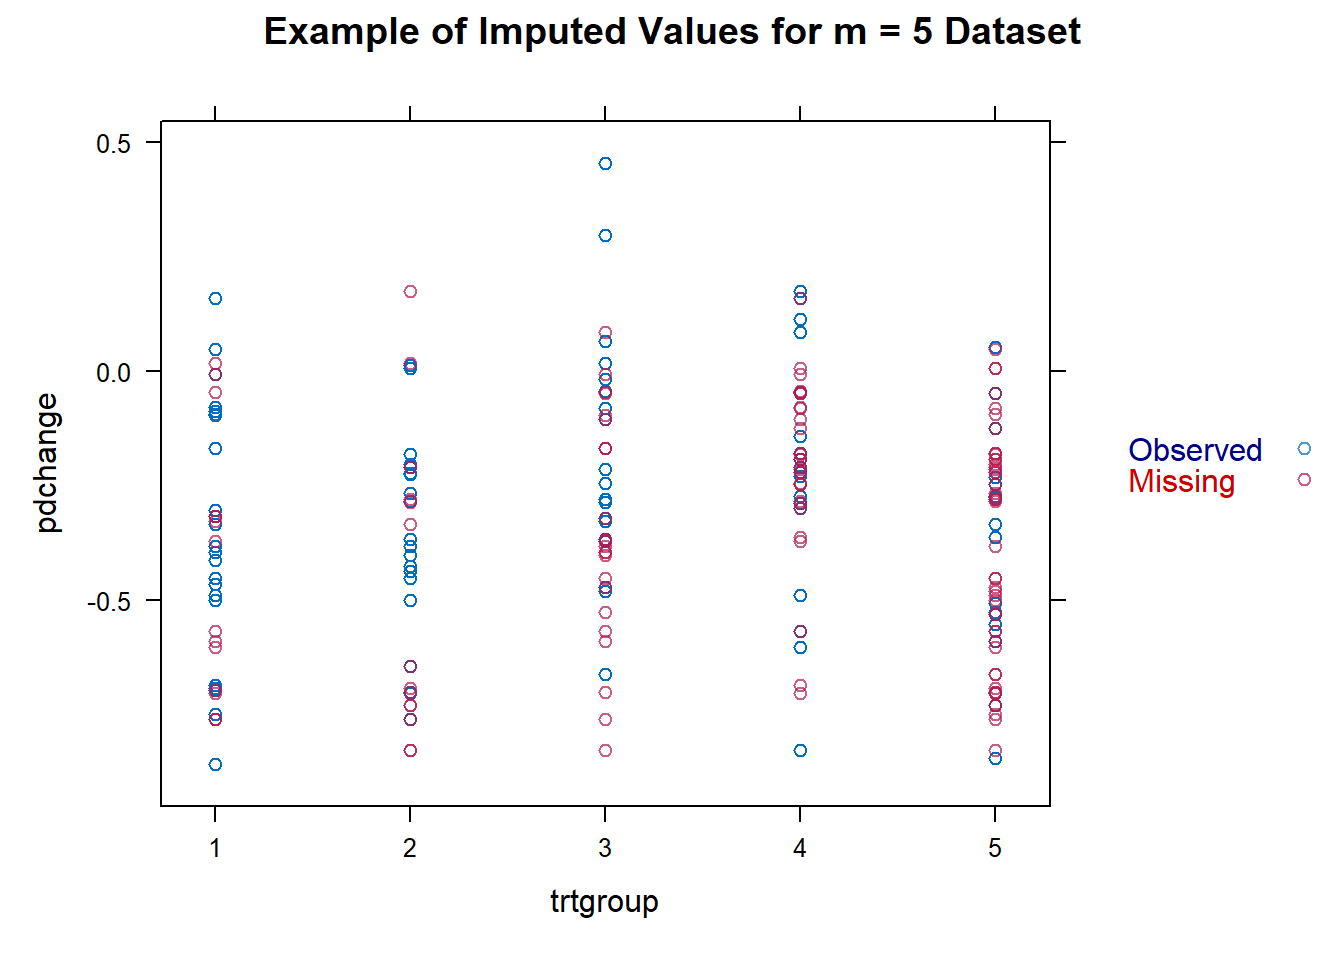 Example of Imputed Values for m = 5 Dataset
0.5
0.0
-0.5
pdchange
1 2 3 4 5
trtgroup
Observed
Missing